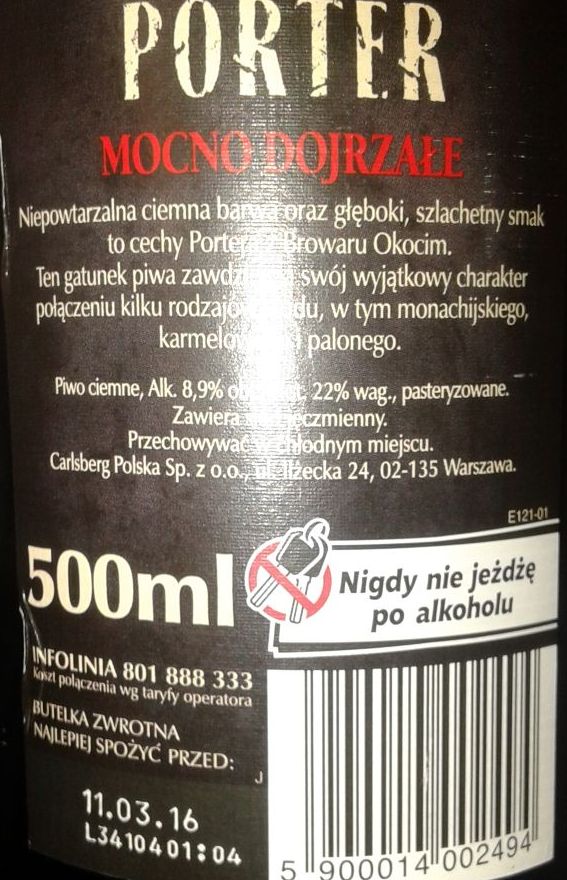 PORTER
MOCNO DOJRZAŁE
Niepowtarzalna ciemna barwa oraz głęboki, szlachetny smak
to cechy Portera z Browaru Okocim.
Ten gatunek piwa swój wyjątkowy charakter
połączeniu kilku rodzajów w tym monachijskiego,
palonego.
Piwo ciemne, Alk. 8,9% 22% wag., pasteryzowane.
Zawiera
Przechowywać w chłodnym miejscu.
Carlsberg Polska Sp. z o.o., ul. Iłżecka 24, 02-135 Warszawa.
E121-01
500ml
Nigdy nie jeżdżę
po alkoholu
INFOLINIA 801 888 333
Koszt połączenia wg taryfy operatora
BUTELKA ZWROTNA
NAJLEPIEJ SPOŻYĆ PRZED:
J
11.03.16
L3410401:04
5 900014 002494